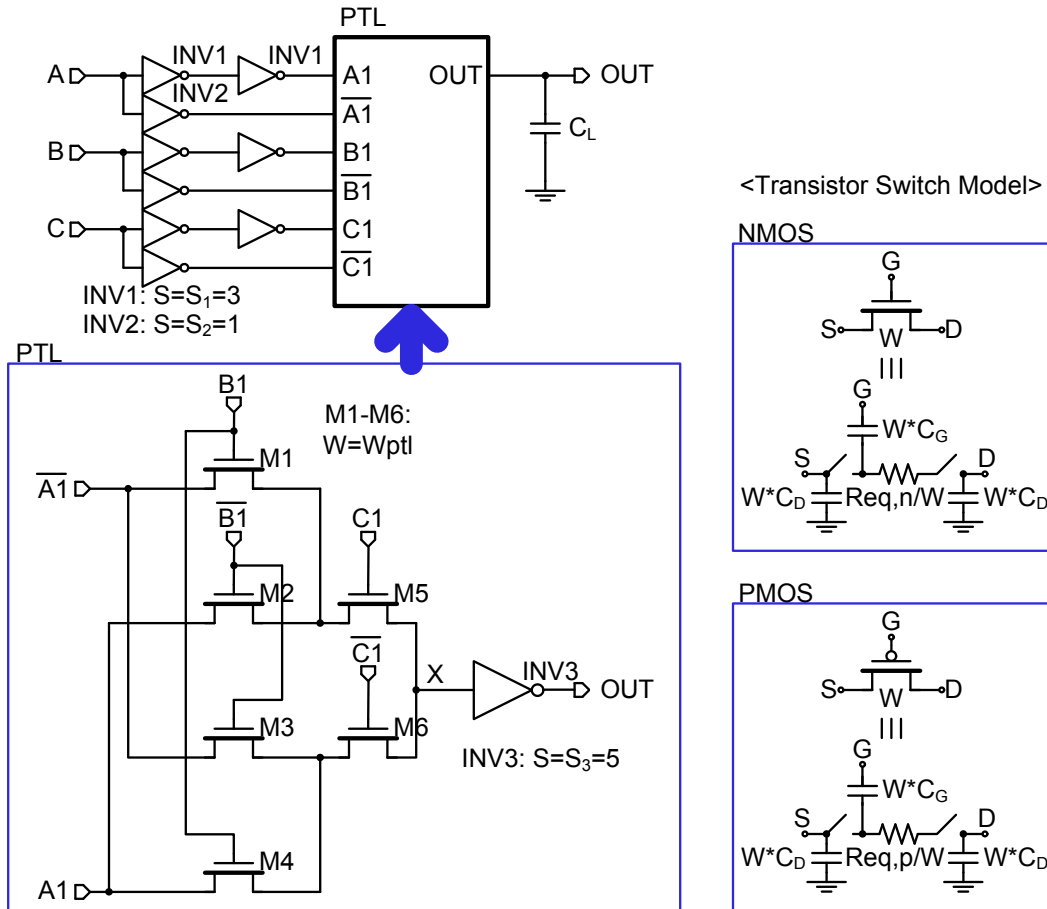 PTL
INV1 INV1
A A1 OUT OUT
INV2
A1
CL
B B1
B1
C C1
C1
INV1: S=S1=3
INV2: S=S2=1
<Transistor Switch Model>
NMOS
G
S W D
G
W*CG
S D
W*CD Req,n/W W*CD
PTL
B1
M1-M6:
W=Wptl
M1
A1
B1 C1
M2 M5
C1
X INV3 OUT
M3 M6
INV3: S=S3=5
M4
A1
PMOS
G
S W D
G
W*CG
S D
W*CD Req,p/W W*CD